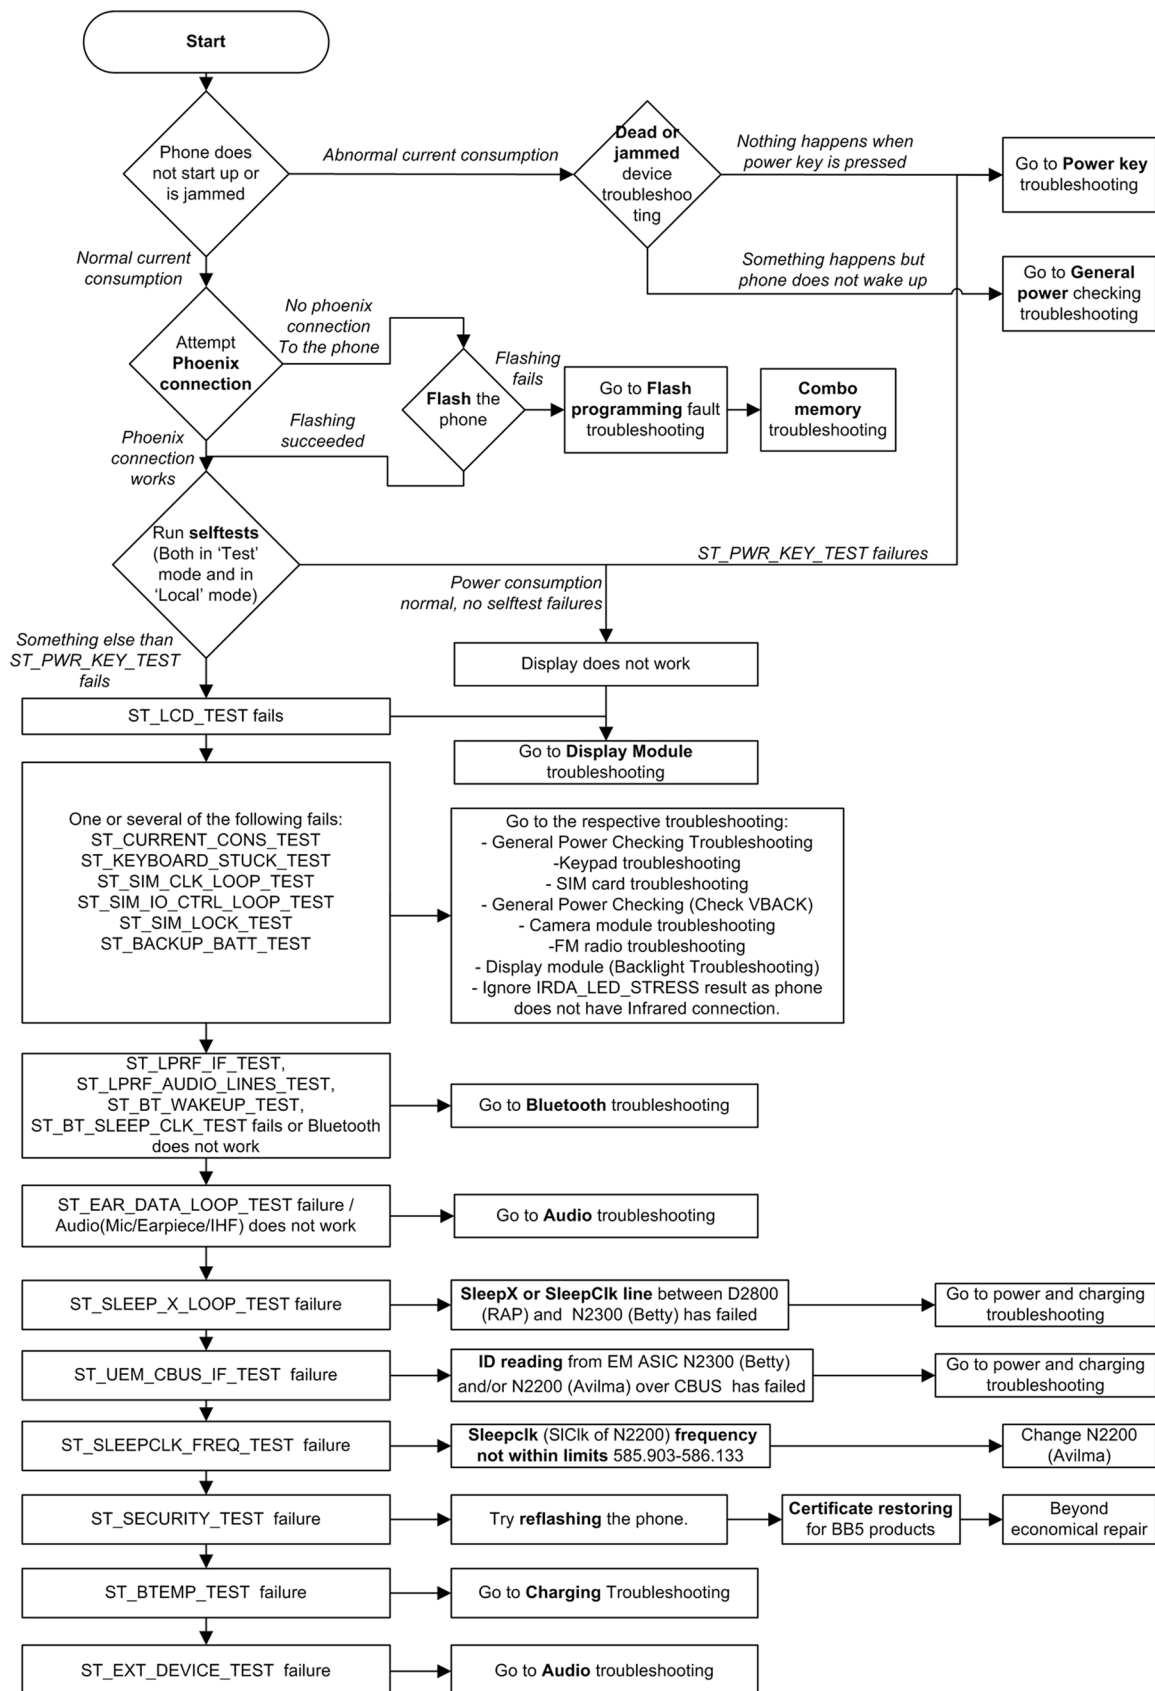 Start
Phone does
not start up or
is jammed
Abnormal current consumption
Dead or
jammed
device
troubleshoo
ting
Nothing happens when
power key is pressed
Go to Power key
troubleshooting
Something happens but
phone does not wake up
Go to General
power checking
troubleshooting
Normal current
consumption
Attempt
Phoenix
connection
No phoenix
connection
To the phone
Flash the
phone
Flashing
fails
Go to Flash
programming fault
troubleshooting
Combo
memory
troubleshooting
Flashing
succeeded
Phoenix
connection
works
Run selftests
(Both in ‘Test’
mode and in
‘Local’ mode)
ST_PWR_KEY_TEST failures
Power consumption
normal, no selftest failures
Something else than
ST_PWR_KEY_TEST
fails
Display does not work
ST_LCD_TEST fails
Go to Display Module
troubleshooting
One or several of the following fails:
ST_CURRENT_CONS_TEST
ST_KEYBOARD_STUCK_TEST
ST_SIM_CLK_LOOP_TEST
ST_SIM_IO_CTRL_LOOP_TEST
ST_SIM_LOCK_TEST
ST_BACKUP_BATT_TEST
Go to the respective troubleshooting:
- General Power Checking Troubleshooting
-Keypad troubleshooting
- SIM card troubleshooting
- General Power Checking (Check VBACK)
- Camera module troubleshooting
-FM radio troubleshooting
- Display module (Backlight Troubleshooting)
- Ignore IRDA_LED_STRESS result as phone
does not have Infrared connection.
ST_LPRF_IF_TEST,
ST_LPRF_AUDIO_LINES_TEST,
ST_BT_WAKEUP_TEST,
ST_BT_SLEEP_CLK_TEST fails or Bluetooth
does not work
Go to Bluetooth troubleshooting
ST_EAR_DATA_LOOP_TEST failure /
Audio(Mic/Earpiece/IHF) does not work
Go to Audio troubleshooting
ST_SLEEP_X_LOOP_TEST failure
SleepX or SleepClk line between D2800
(RAP) and N2300 (Betty) has failed
Go to power and charging
troubleshooting
ST_UEM_CBUS_IF_TEST failure
ID reading from EM ASIC N2300 (Betty)
and/or N2200 (Avilma) over CBUS has failed
Go to power and charging
troubleshooting
ST_SLEEPCLK_FREQ_TEST failure
Sleepclk (SlClk of N2200) frequency
not within limits 585.903-586.133
Change N2200
(Avilma)
ST_SECURITY_TEST failure
Try reflashing the phone.
Certificate restoring
for BB5 products
Beyond
economical repair
ST_BTEMP_TEST failure
Go to Charging Troubleshooting
ST_EXT_DEVICE_TEST failure
Go to Audio troubleshooting